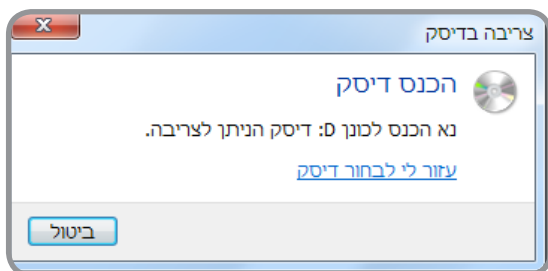 צריבה בדיסק
הכנס דיסק
נא הכנס לכונן D: דיסק הניתן לצריבה.
עזור לי לבחור דיסק
ביטול